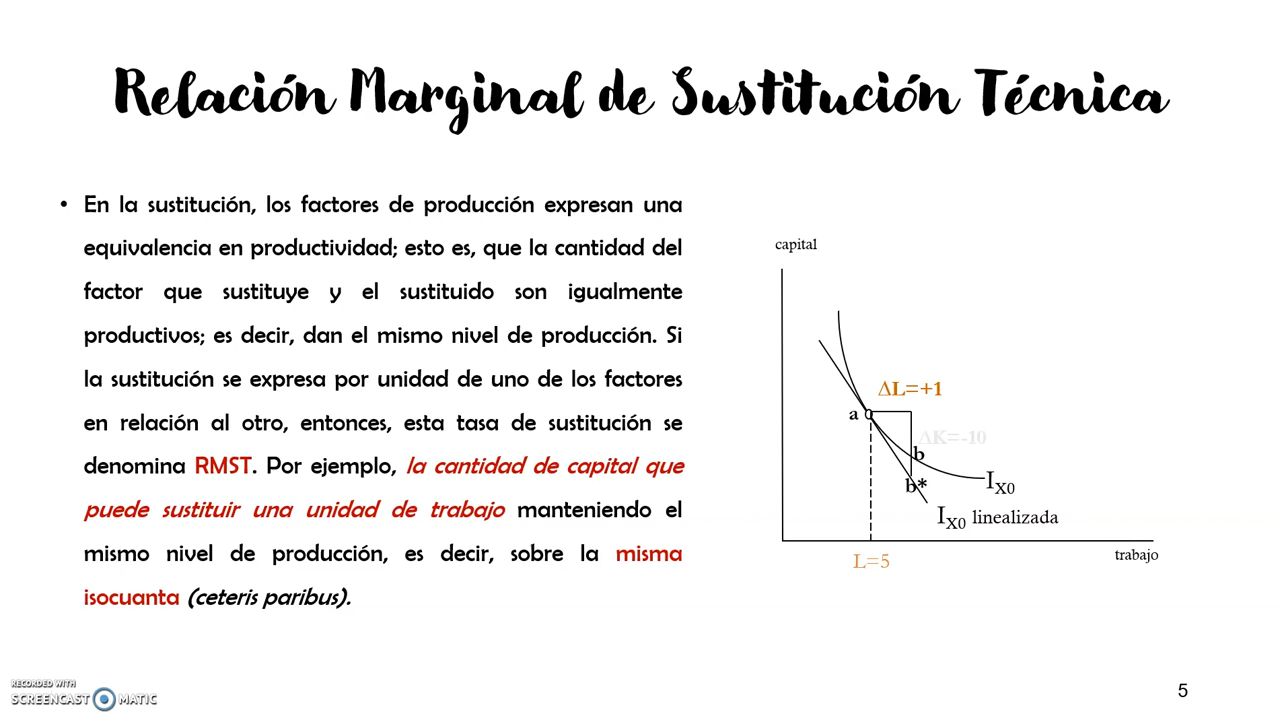 Relación Marginal de Sustitución Técnica
• En la sustitución, los factores de producción expresan una
equivalencia en productividad; esto es, que la cantidad del
factor que sustituye y el sustituido son igualmente
productivos; es decir, dan el mismo nivel de producción. Si
la sustitución se expresa por unidad de uno de los factores
en relación al otro, entonces, esta tasa de sustitución se
denomina RMST. Por ejemplo, la cantidad de capital que
puede sustituir una unidad de trabajo manteniendo el
mismo nivel de producción, es decir, sobre la misma
isocuanta (ceteris paribus).
capital
ΔL=+1
a
ΔK=-10
b
b*
I_X0
I_X0 linealizada
trabajo
L=5
RECORDED WITH
SCREENCAST MATIC
5